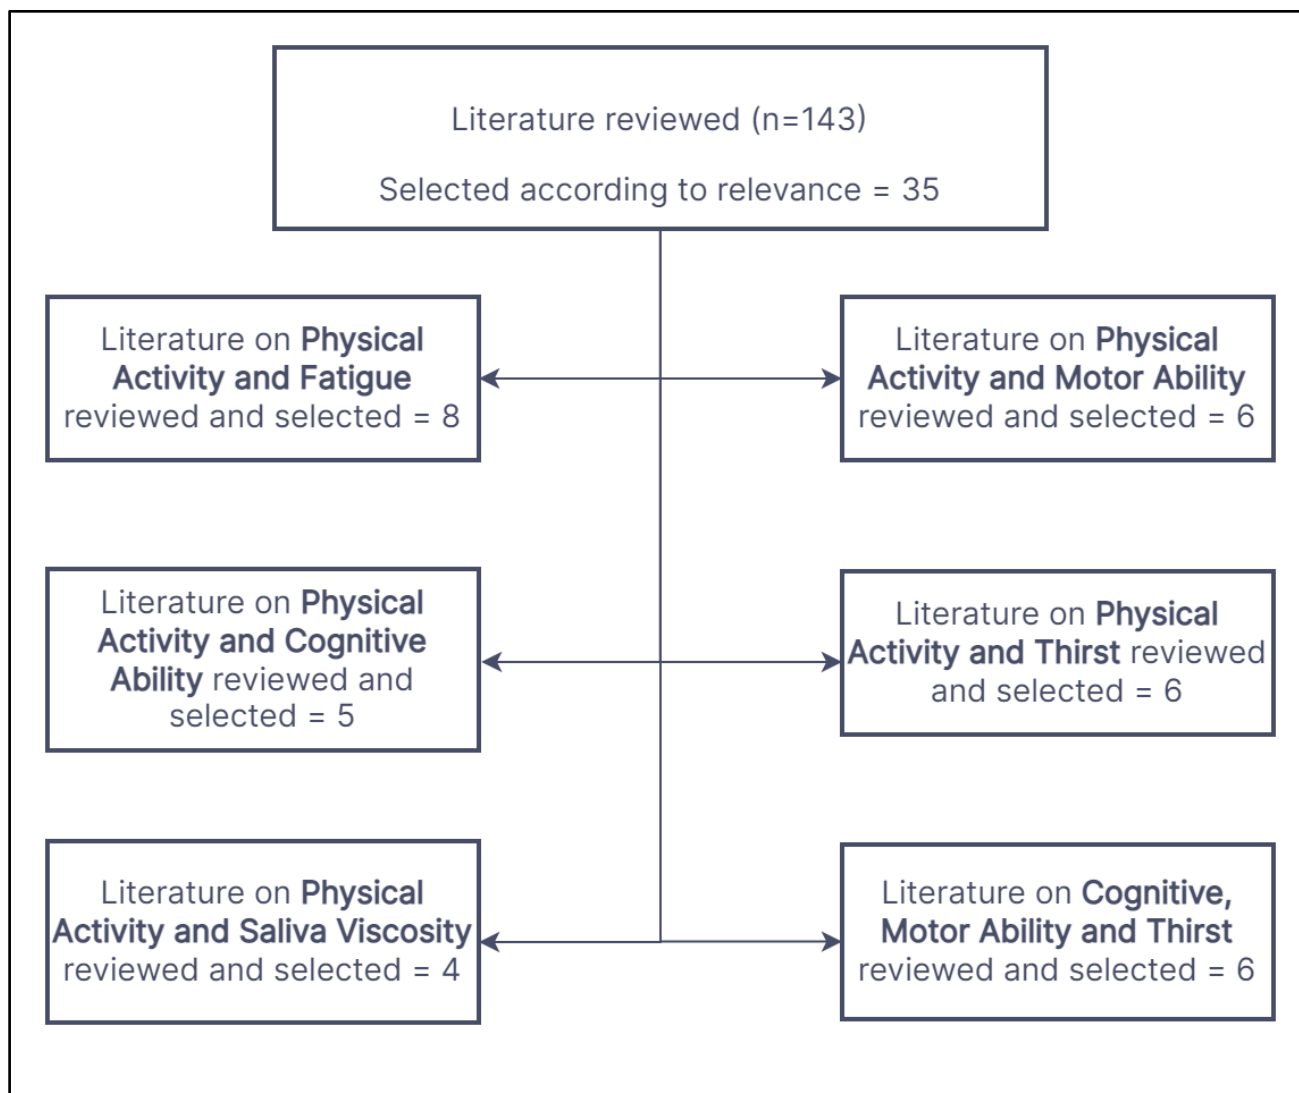 Literature reviewed (n=143)
Selected according to relevance = 35
Literature on Physical
Activity and Fatigue
reviewed and selected = 8
Literature on Physical
Activity and Motor Ability
reviewed and selected = 6
Literature on Physical
Activity and Cognitive
Ability reviewed and
selected = 5
Literature on Physical
Activity and Thirst reviewed
and selected = 6
Literature on Physical
Activity and Saliva Viscosity
reviewed and selected = 4
Literature on Cognitive,
Motor Ability and Thirst
reviewed and selected = 6